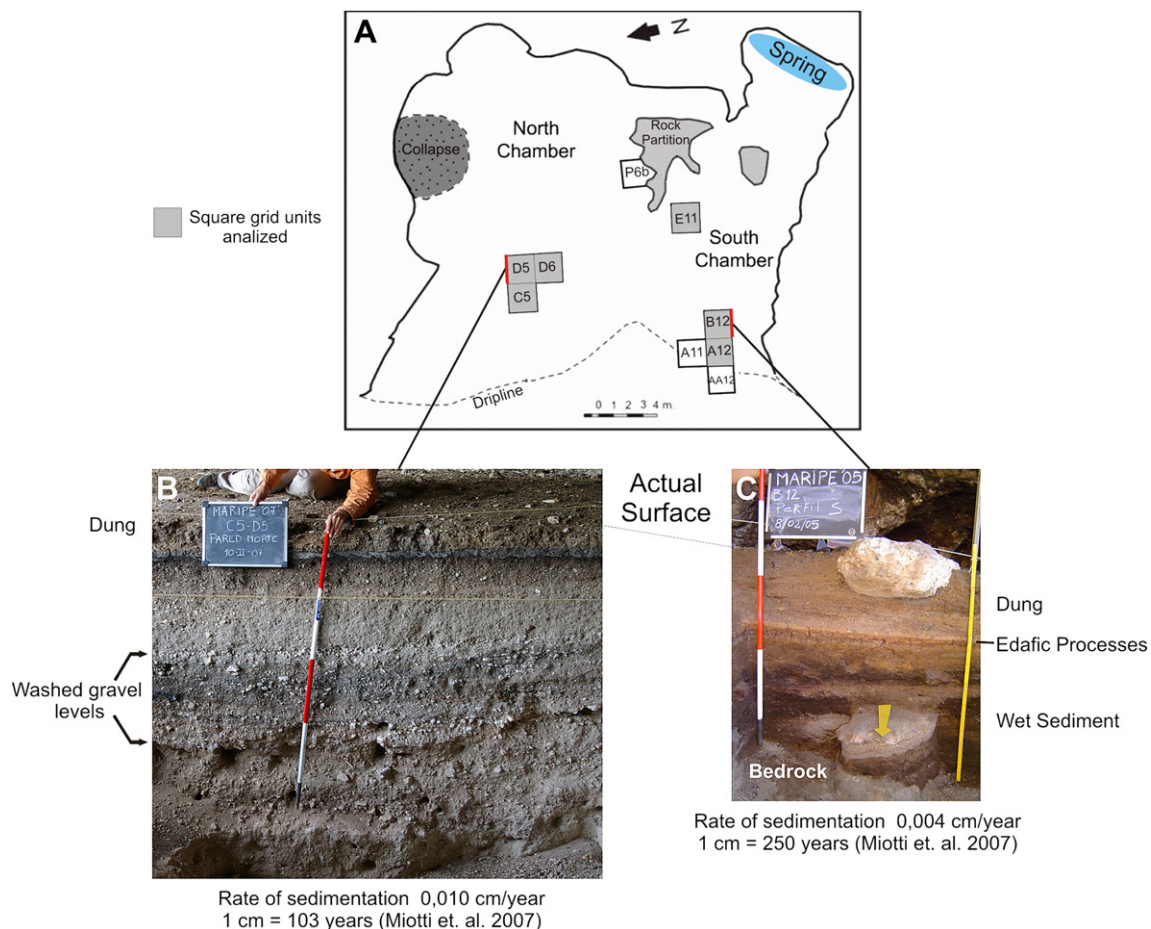 A
N
Spring
North
Chamber
Rock
Partition
Collapse
P6b
Square grid units
analized
E11
South
Chamber
D5 D6
C5
B12
A11 A12
AA12
Dripline
0 1 2 3 4 m.
B
Actual
Surface
C
Dung
MARIPE '07
C5-D5
PARED NORTE
10-III-07
MARIPE '05
B12
PERFIL S
8/02/05
Dung
Edafic Processes
Washed gravel
levels
Wet Sediment
Bedrock
Rate of sedimentation 0,004 cm/year
1 cm = 250 years (Miotti et. al. 2007)
Rate of sedimentation 0,010 cm/year
1 cm = 103 years (Miotti et. al. 2007)